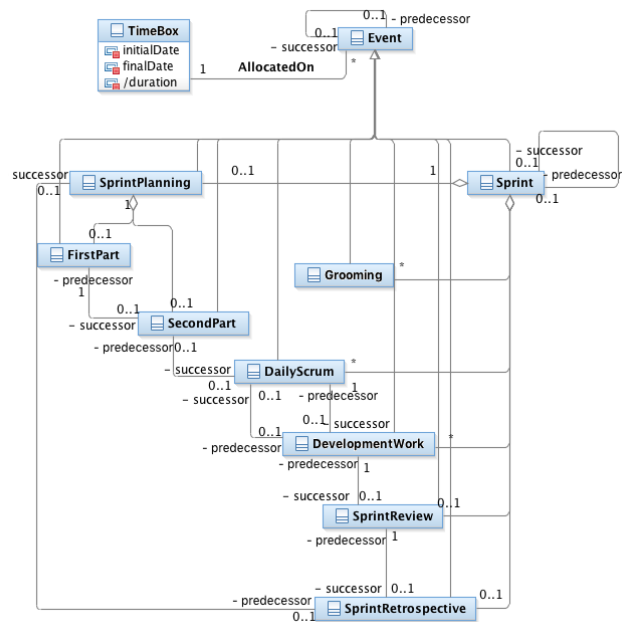 0..1
- predecessor
TimeBox
0..1
Event
initialDate
- successor
finalDate
1
AllocatedOn
*
/duration
- successor
0..1
successor
0..1
1
- predecessor
SprintPlanning
Sprint
0..1
0..1
1
0..1
FirstPart
Grooming
*
- predecessor
1
0..1
0..1
- successor
SecondPart
- predecessor
0..1
*
- successor
DailyScrum
0..1
1
- successor
0..1
- predecessor
0..1
- successor
0..1
*
- predecessor
DevelopmentWork
- predecessor
1
- successor
0..1
0..1
SprintReview
- predecessor
1
- successor
0..1
- predecessor
0..1
SprintRetrospective
0..1